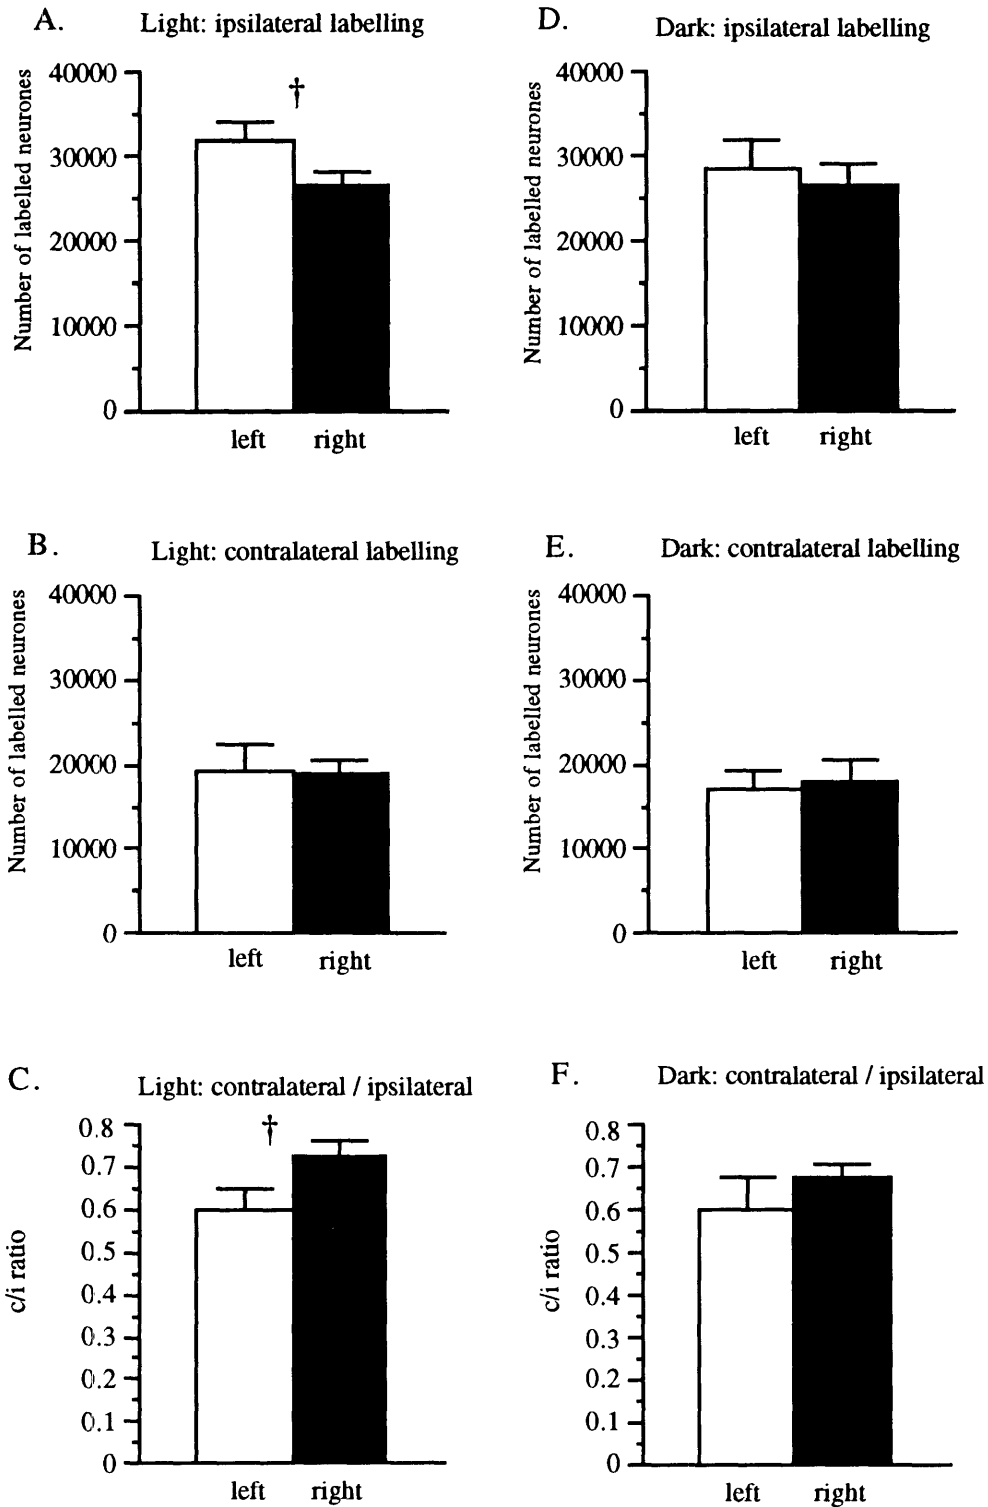 A.
Light: ipsilateral labelling
†
Number of labelled neurones
40000
30000
20000
10000
0
left right
D.
Dark: ipsilateral labelling
Number of labelled neurones
40000
30000
20000
10000
0
left right
B.
Light: contralateral labelling
Number of labelled neurones
40000
30000
20000
10000
0
left right
E.
Dark: contralateral labelling
Number of labelled neurones
40000
30000
20000
10000
0
left right
C.
Light: contralateral / ipsilateral
†
c/i ratio
0.8
0.7
0.6
0.5
0.4
0.3
0.2
0.1
0
left right
F.
Dark: contralateral / ipsilateral
c/i ratio
0.8
0.7
0.6
0.5
0.4
0.3
0.2
0.1
0
left right